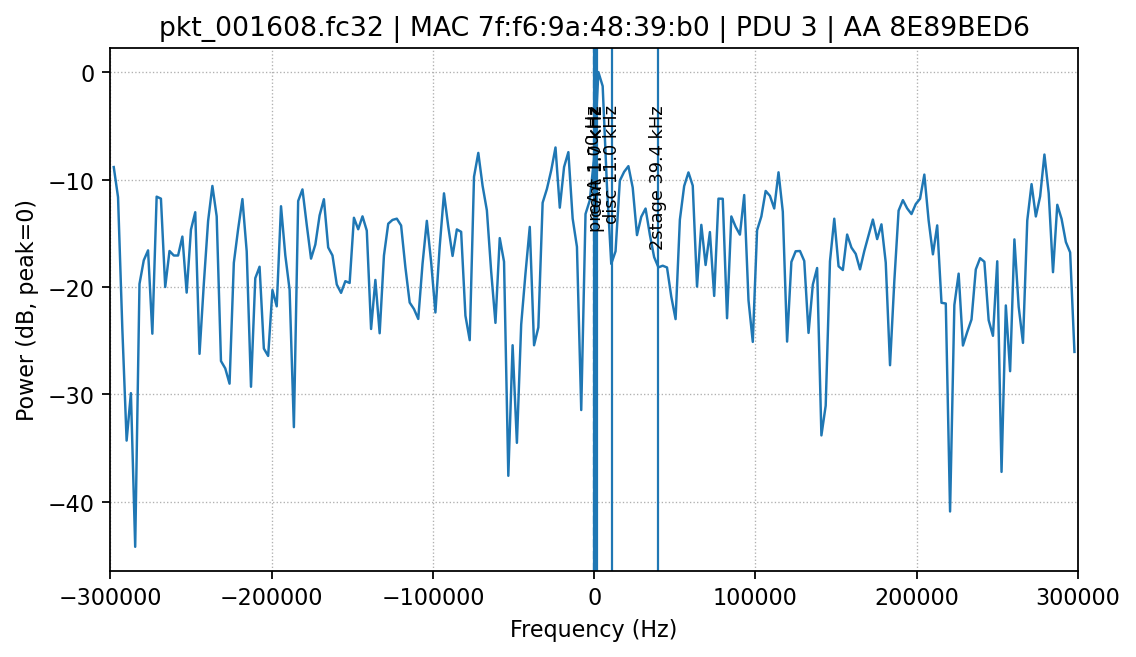 pkt_001608.fc32 | MAC 7f:f6:9a:48:39:b0 | PDU 3 | AA 8E89BED6
Power (dB, peak=0)
0
−10
−20
−30
−40
disc 11.0 kHz
2stage 39.4 kHz
−300000
−200000
−100000
0
100000
200000
300000
Frequency (Hz)